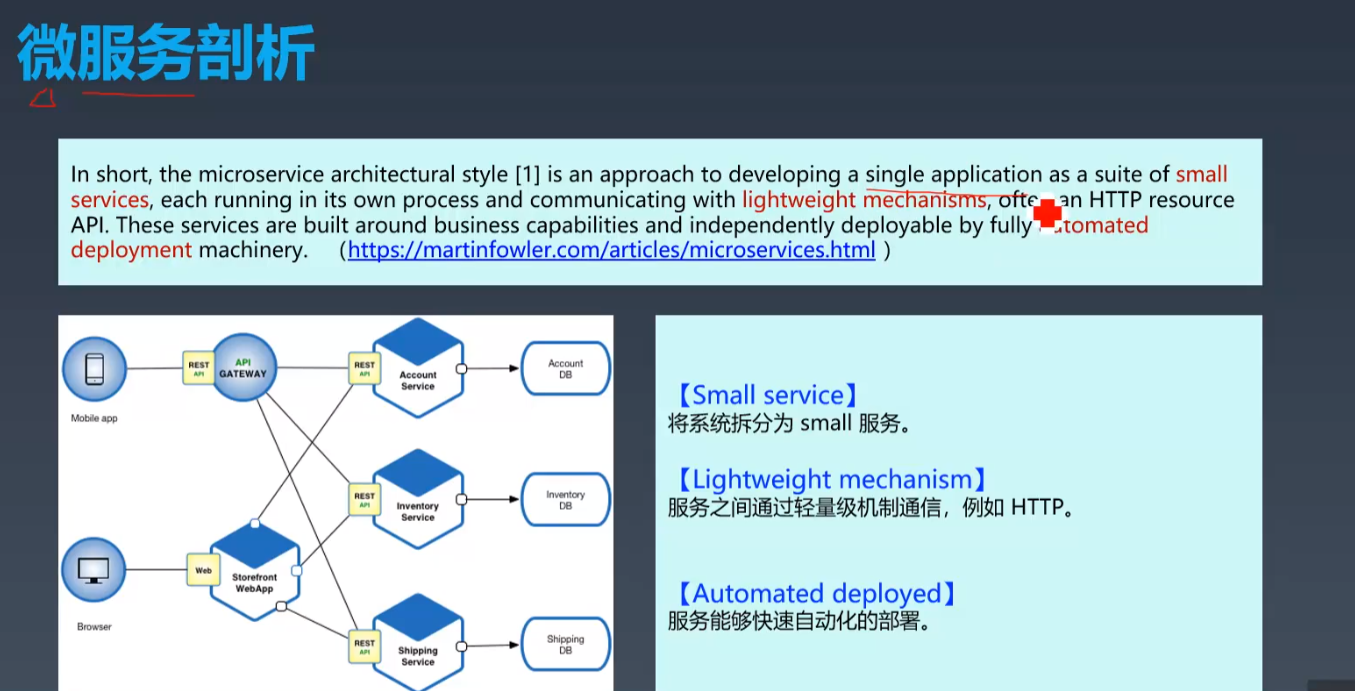 微服务剖析
In short, the microservice architectural style [1] is an approach to developing a single application as a suite of small
services, each running in its own process and communicating with lightweight mechanisms, often an HTTP resource
API. These services are built around business capabilities and independently deployable by fully automated
deployment machinery. （https://martinfowler.com/articles/microservices.html ）
Mobile app
REST
API
API
GATEWAY
REST
API
Account
Service
Account
DB
REST
API
Inventory
Service
Inventory
DB
Browser
Web
Storefront
WebApp
REST
API
Shipping
Service
Shipping
DB
【Small service】
将系统拆分为 small 服务。
【Lightweight mechanism】
服务之间通过轻量级机制通信，例如 HTTP。
【Automated deployed】
服务能够快速自动化的部署。